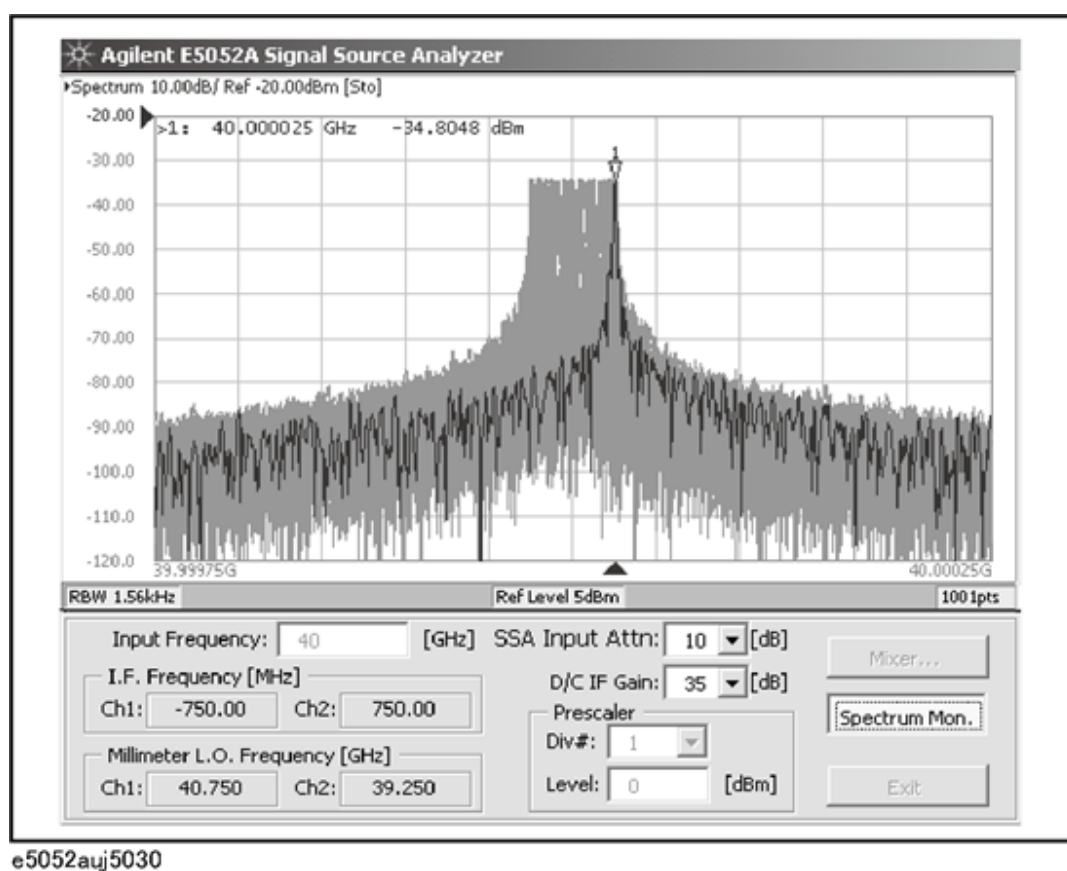 Agilent E5052A Signal Source Analyzer
▸Spectrum 10.00dB/ Ref -20.00dBm [Sto]
-20.00
>1: 40.000025 GHz -34.8048 dBm
1
-30.00
-40.00
-50.00
-60.00
-70.00
-80.00
-90.00
-100.0
-110.0
-120.0
39.99975G 40.00025G
RBW 1.56kHz Ref Level 5dBm 1001pts
Input Frequency: 40 [GHz] SSA Input Attn: 10 [dB]
Mixer...
I.F. Frequency [MHz]
D/C IF Gain: 35 [dB]
Ch1: -750.00 Ch2: 750.00
Spectrum Mon.
Prescaler
Div#: 1
Millimeter L.O. Frequency [GHz]
Ch1: 40.750 Ch2: 39.250
Level: 0 [dBm]
Exit
e5052auj5030